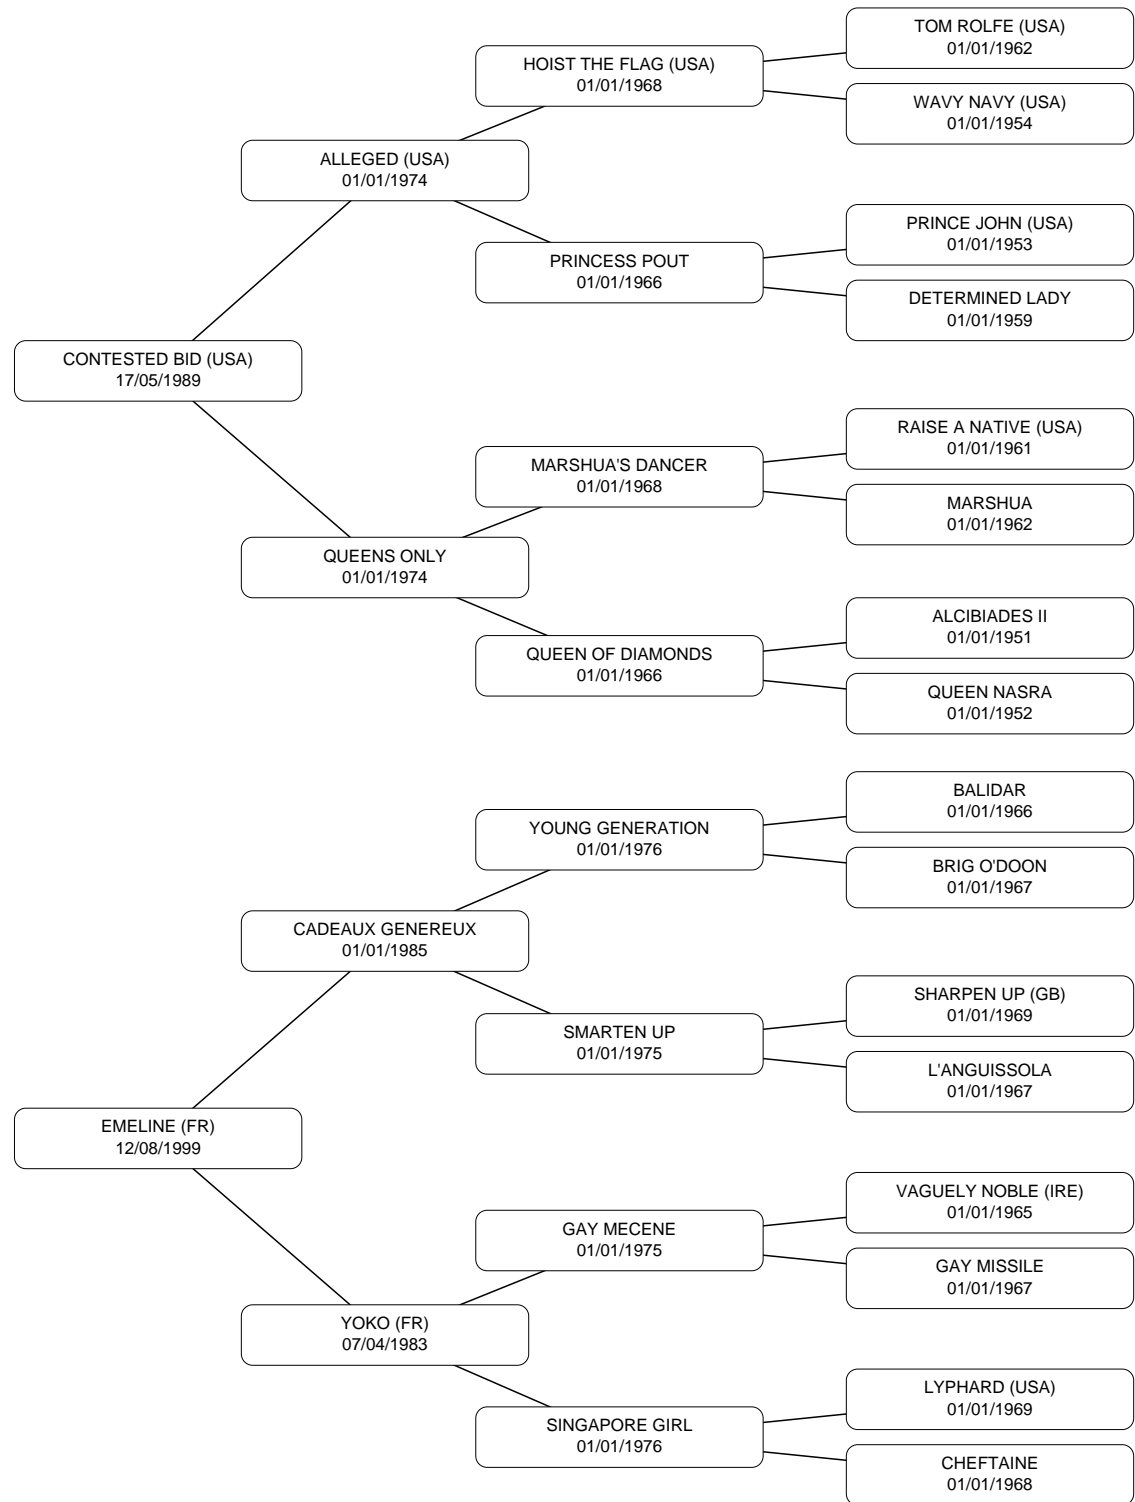 TOM ROLFE (USA)
01/01/1962
HOIST THE FLAG (USA)
01/01/1968
WAVY NAVY (USA)
01/01/1954
ALLEGED (USA)
01/01/1974
PRINCE JOHN (USA)
01/01/1953
PRINCESS POUT
01/01/1966
DETERMINED LADY
01/01/1959
CONTESTED BID (USA)
17/05/1989
RAISE A NATIVE (USA)
01/01/1961
MARSHUA'S DANCER
01/01/1968
MARSHUA
01/01/1962
QUEENS ONLY
01/01/1974
ALCIBIADES II
01/01/1951
QUEEN OF DIAMONDS
01/01/1966
QUEEN NASRA
01/01/1952
BALIDAR
01/01/1966
YOUNG GENERATION
01/01/1976
BRIG O'DOON
01/01/1967
CADEAUX GENEREUX
01/01/1985
SHARPEN UP (GB)
01/01/1969
SMARTEN UP
01/01/1975
L'ANGUISSOLA
01/01/1967
EMELINE (FR)
12/08/1999
VAGUELY NOBLE (IRE)
01/01/1965
GAY MECENE
01/01/1975
GAY MISSILE
01/01/1967
YOKO (FR)
07/04/1983
LYPHARD (USA)
01/01/1969
SINGAPORE GIRL
01/01/1976
CHEFTAINE
01/01/1968